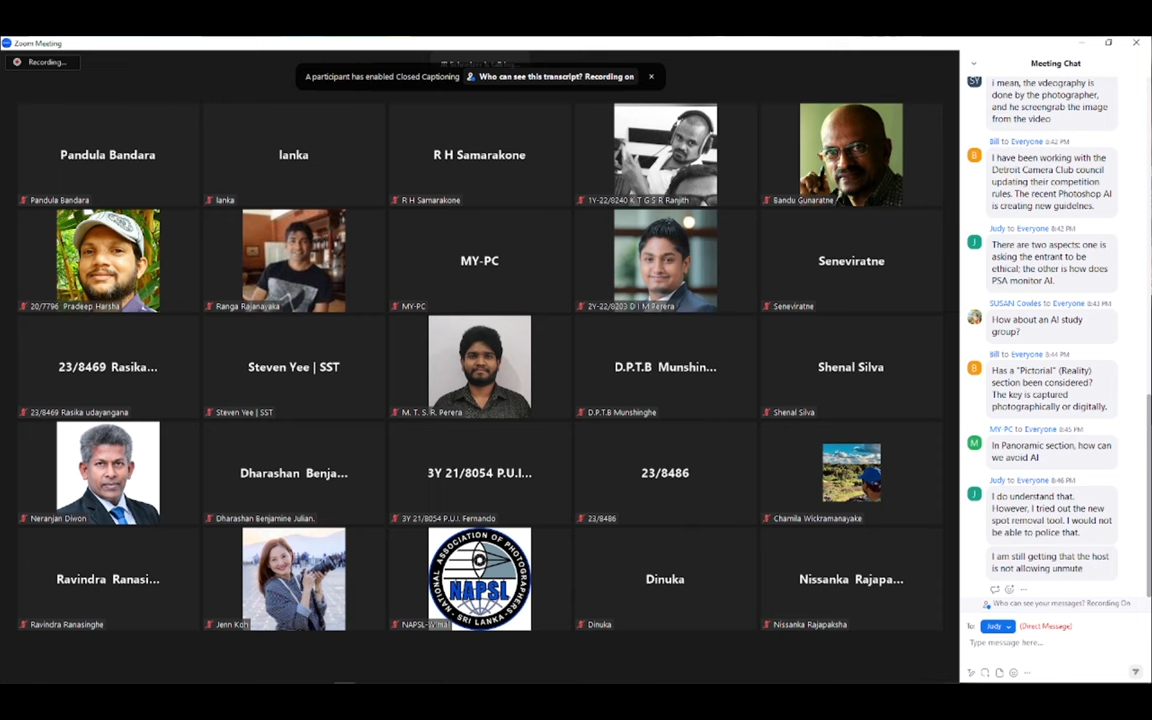 Zoom Meeting
Recording...
A participant has enabled Closed Captioning
Who can see this transcript? Recording on
Pandula Bandara
lanka
R H Samarakone
Pandula Bandara
lanka
R H Samarakone
1Y-22/8240 K T G S R Ranjith
Bandu Gunaratne
MY-PC
Seneviratne
20/7796 Pradeep Harsha
Ranga Rajanayaka
MY-PC
2Y-22/8203 D i M Perera
Seneviratne
23/8469 Rasika...
Steven Yee | SST
D.P.T.B Munshin...
Shenal Silva
23/8469 Rasika udayangana
Steven Yee | SST
M. T. S. R. Perera
D.P.T.B Munshinghe
Shenal Silva
Dharashan Benja...
3Y 21/8054 P.U.I...
23/8486
Neranjan Diwon
Dharashan Benjamine Julian.
3Y 21/8054 P.U.I. Fernando
23/8486
Chamila Wickramanayake
Ravindra Ranasi...
NATIONAL ASSOCIATION OF PHOTOGRAPHERS
NAPSL
SRI LANKA
Dinuka
Nissanka Rajapa...
Ravindra Ranasinghe
Jenn Koh
NAPSL-Wimal
Dinuka
Nissanka Rajapaksha
Meeting Chat
SY
i mean, the vdeography is
done by the photographer,
and he screengrab the image
from the video
Bill to Everyone 8:42 PM
B
I have been working with the
Detroit Camera Club council
updating their competition
rules. The recent Photoshop AI
is creating new guidelnes.
Judy to Everyone 8:42 PM
J
There are two aspects: one is
asking the entrant to be
ethical; the other is how does
PSA monitor AI.
SUSAN Cowles to Everyone 8:43 PM
How about an AI study
group?
Bill to Everyone 8:44 PM
B
Has a "Pictorial" (Reality)
section been considered?
The key is captured
photographically or digitally.
MY-PC to Everyone 8:45 PM
M
In Panoramic section, how can
we avoid AI
Judy to Everyone 8:46 PM
J
I do understand that.
However, I tried out the new
spot removal tool. I would not
be able to police that.
I am still getting that the host
is not allowing unmute
Who can see your messages? Recording On
To: Judy (Direct Message)
Type message here...